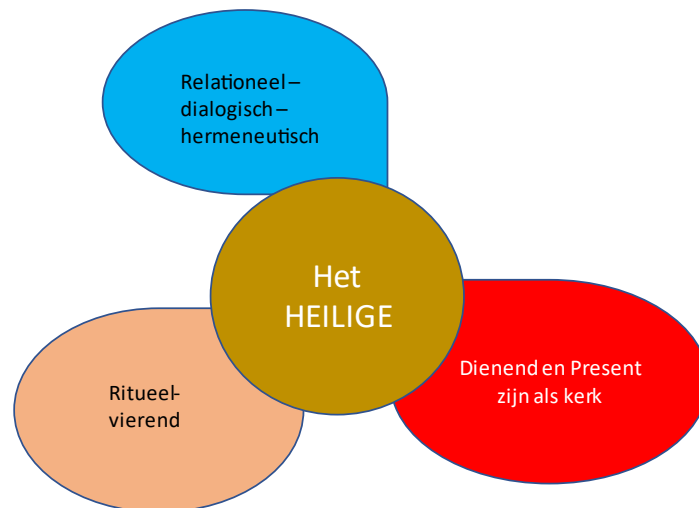 Relationeel –
dialogisch –
hermeneutisch
Het
HEILIGE
Dienend en Present
zijn als kerk
Ritueel-
vierend